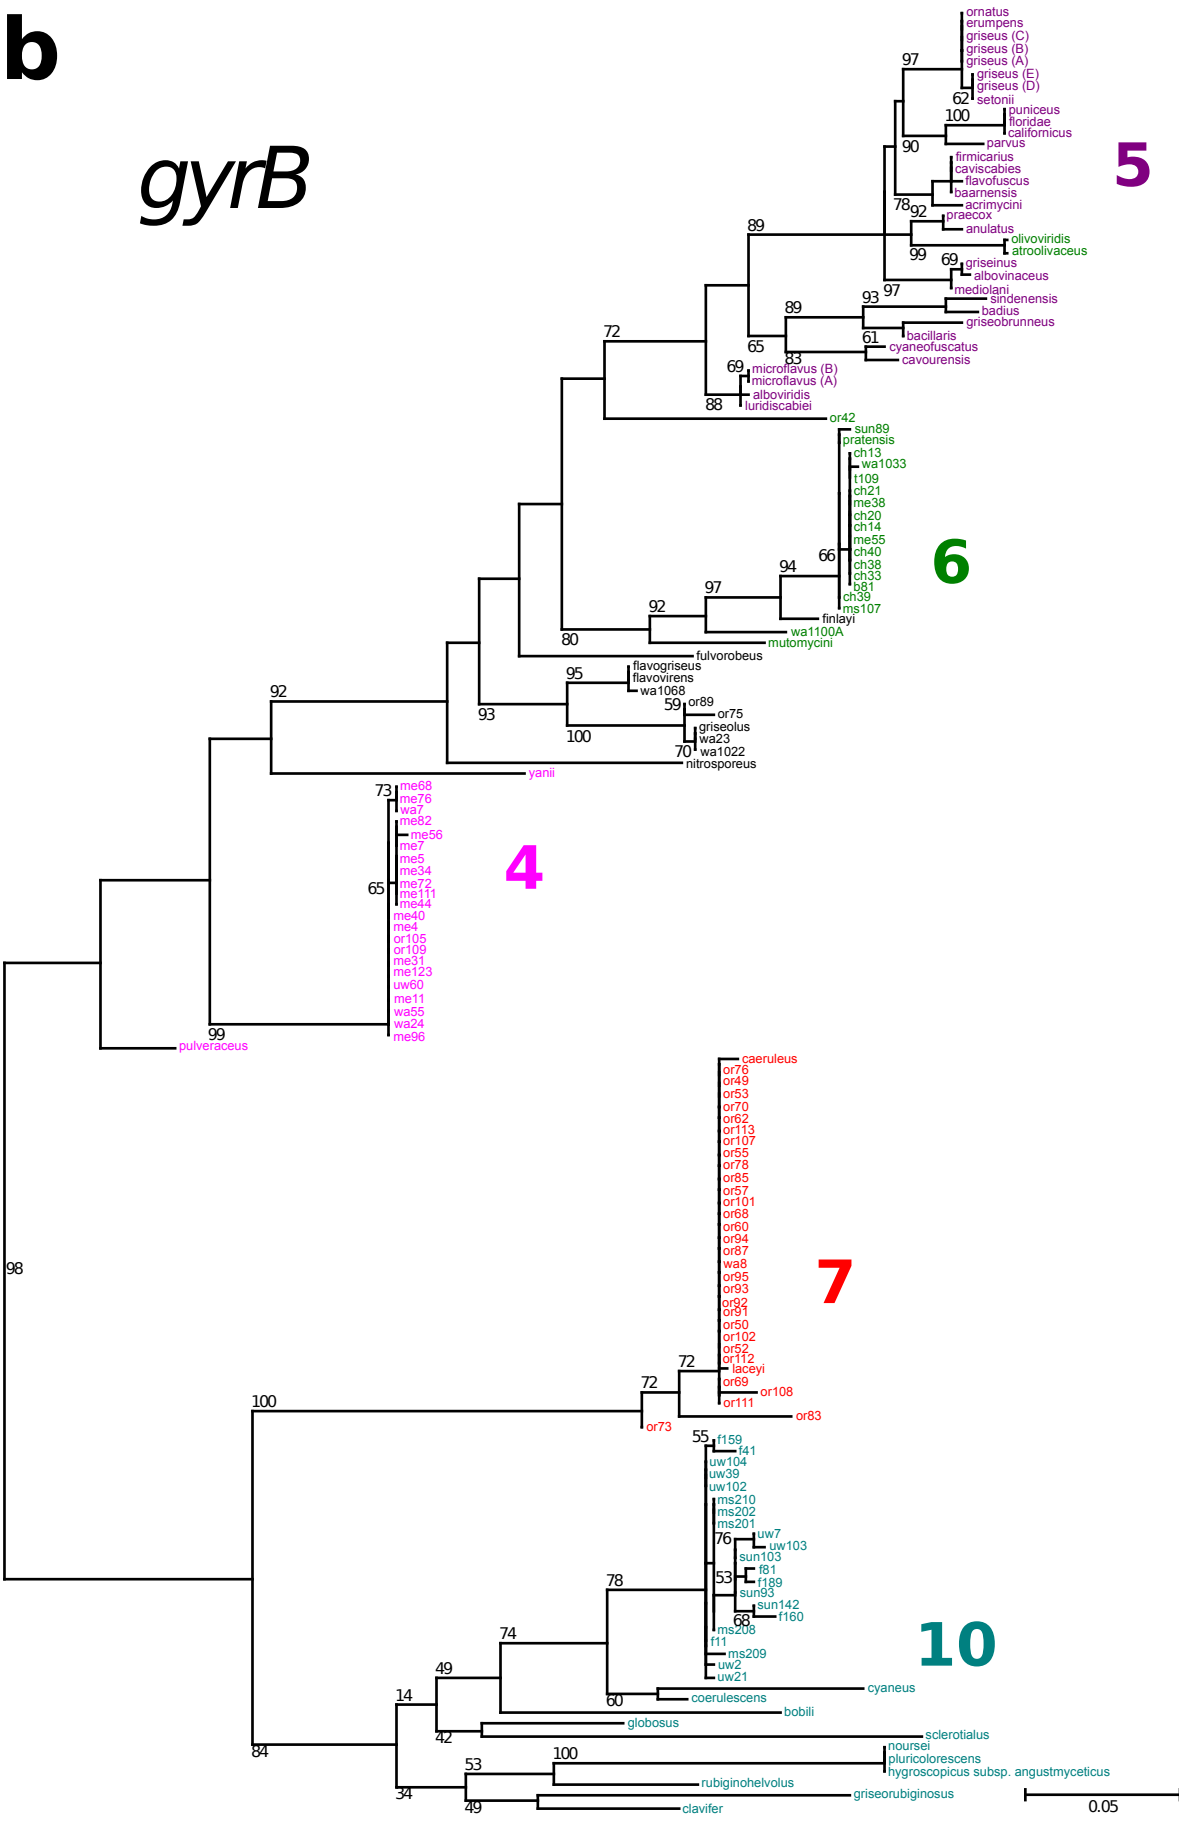 b
gyrB
ornatus
erumpens
griseus (C)
griseus (B)
griseus (A)
97
griseus (E)
griseus (D)
62
setonii
puniceus
100
floridae
californicus
90
parvus
5
firmicarius
caviscabies
flavofuscus
baarnensis
78
acrimycini
92
praecox
anulatus
89
olivoviridis
99
atroolivaceus
69
griseinus
albovinaceus
97
mediolani
93
sindenensis
89
badius
griseobrunneus
72
61
bacillaris
65
cyaneofuscatus
83
cavourensis
69
microflavus (B)
microflavus (A)
alboviridis
88
luridiscabiei
or42
sun89
pratensis
ch13
wa1033
t109
ch21
me38
ch20
ch14
me55
66
ch40
6
94
ch38
ch33
97
b81
ch39
92
ms107
finlayi
80
wa1100A
mutomycini
fulvorobeus
95
flavogriseus
flavovirens
92
wa1068
59
or89
93
or75
griseolus
100
wa23
70
wa1022
nitrosporeus
yanii
73
me68
me76
wa7
me82
me56
me7
me5
me34
4
65
me72
me111
me44
me40
me4
or105
or109
me31
me123
uw60
me11
wa55
wa24
99
me96
pulveraceus
caeruleus
or76
or49
or53
or70
or62
or113
or107
or55
or78
or85
or57
or101
or68
or60
or94
or87
98
wa8
or95
7
or93
or92
or91
or50
or102
or52
or112
72
laceyi
72
or69
or108
100
or111
or83
or73
55
f159
f41
uw104
uw39
uw102
ms210
ms202
ms201
76
uw7
uw103
sun103
f81
78
53
f189
sun93
sun142
68
f160
74
ms208
f11
10
ms209
49
uw2
uw21
14
60
cyaneus
coerulescens
bobili
globosus
42
sclerotialus
84
noursei
53
100
pluricolorescens
hygroscopicus subsp. angustmyceticus
rubiginohelvolus
34
griseorubiginosus
49
clavifer
0.05